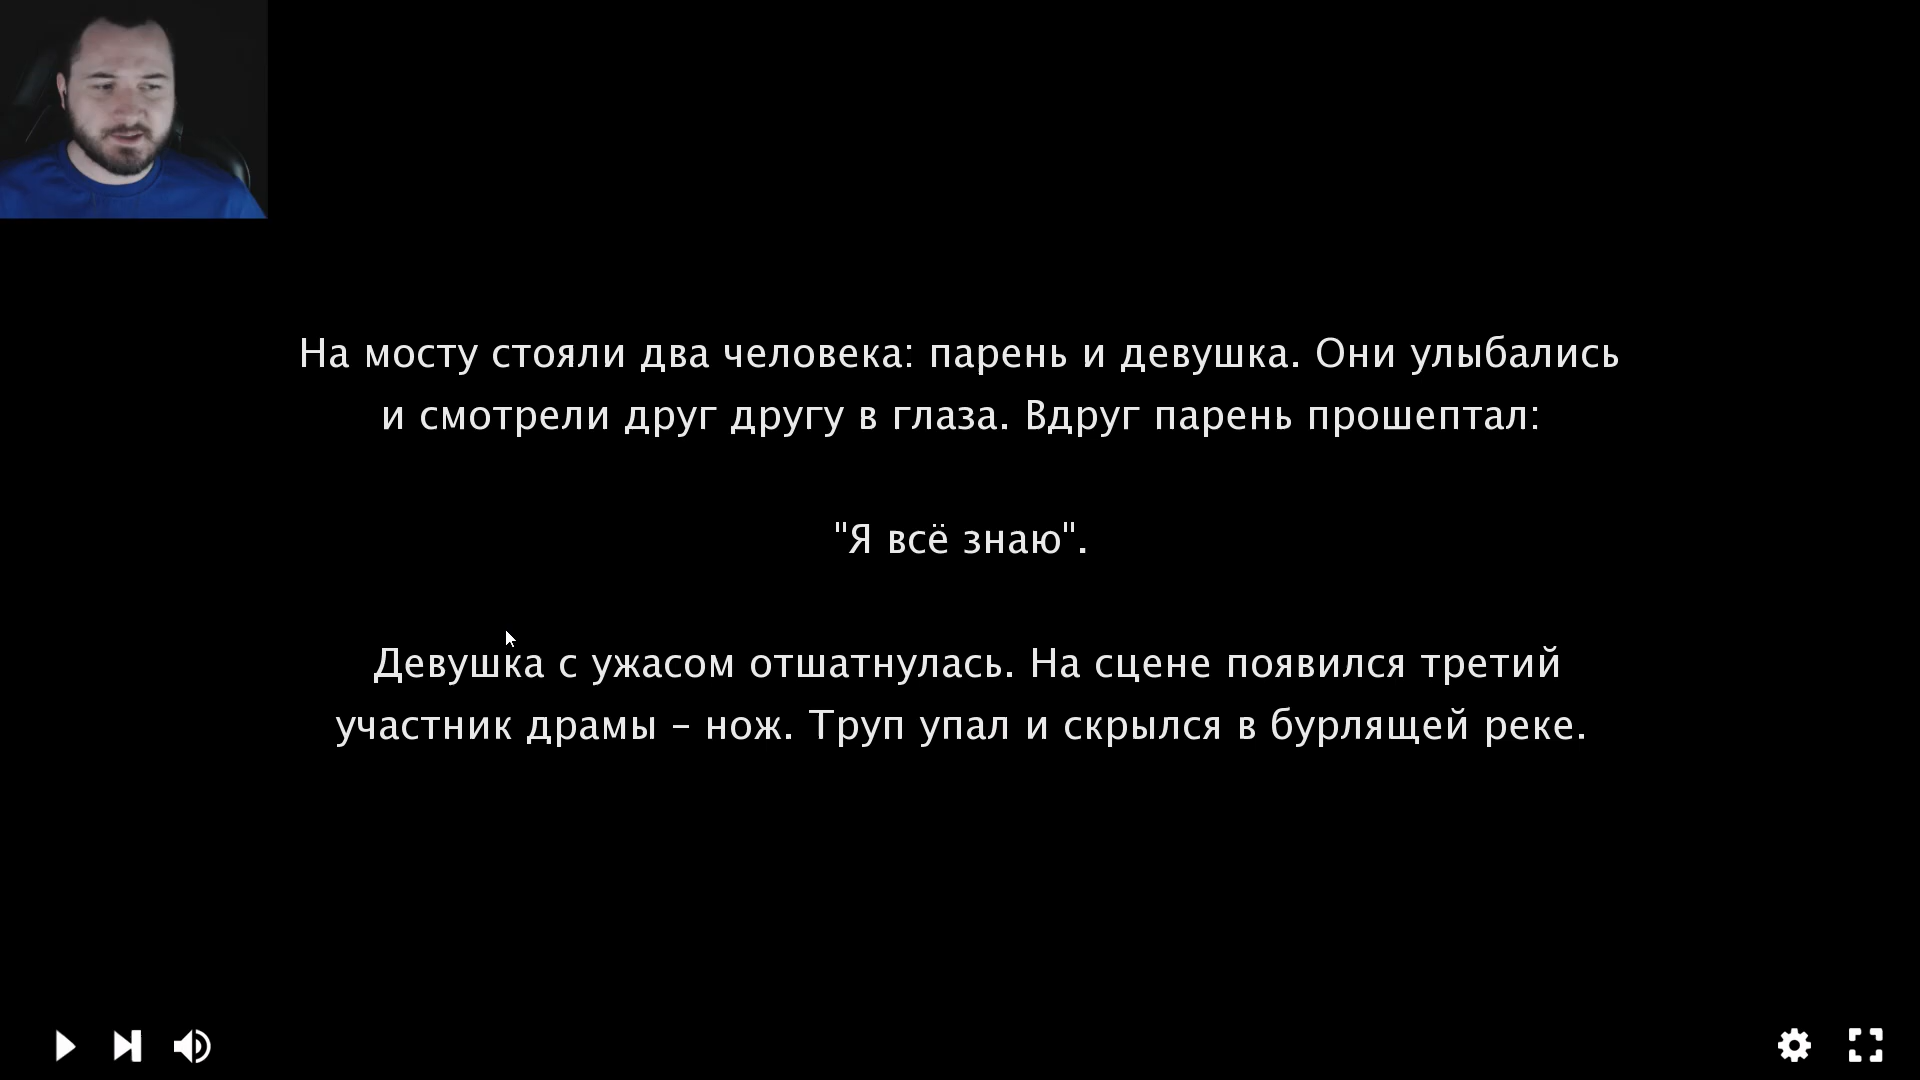 На мосту стояли два человека: парень и девушка. Они улыбались
и смотрели друг другу в глаза. Вдруг парень прошептал:
"Я всё знаю".
Девушка с ужасом отшатнулась. На сцене появился третий
участник драмы – нож. Труп упал и скрылся в бурлящей реке.